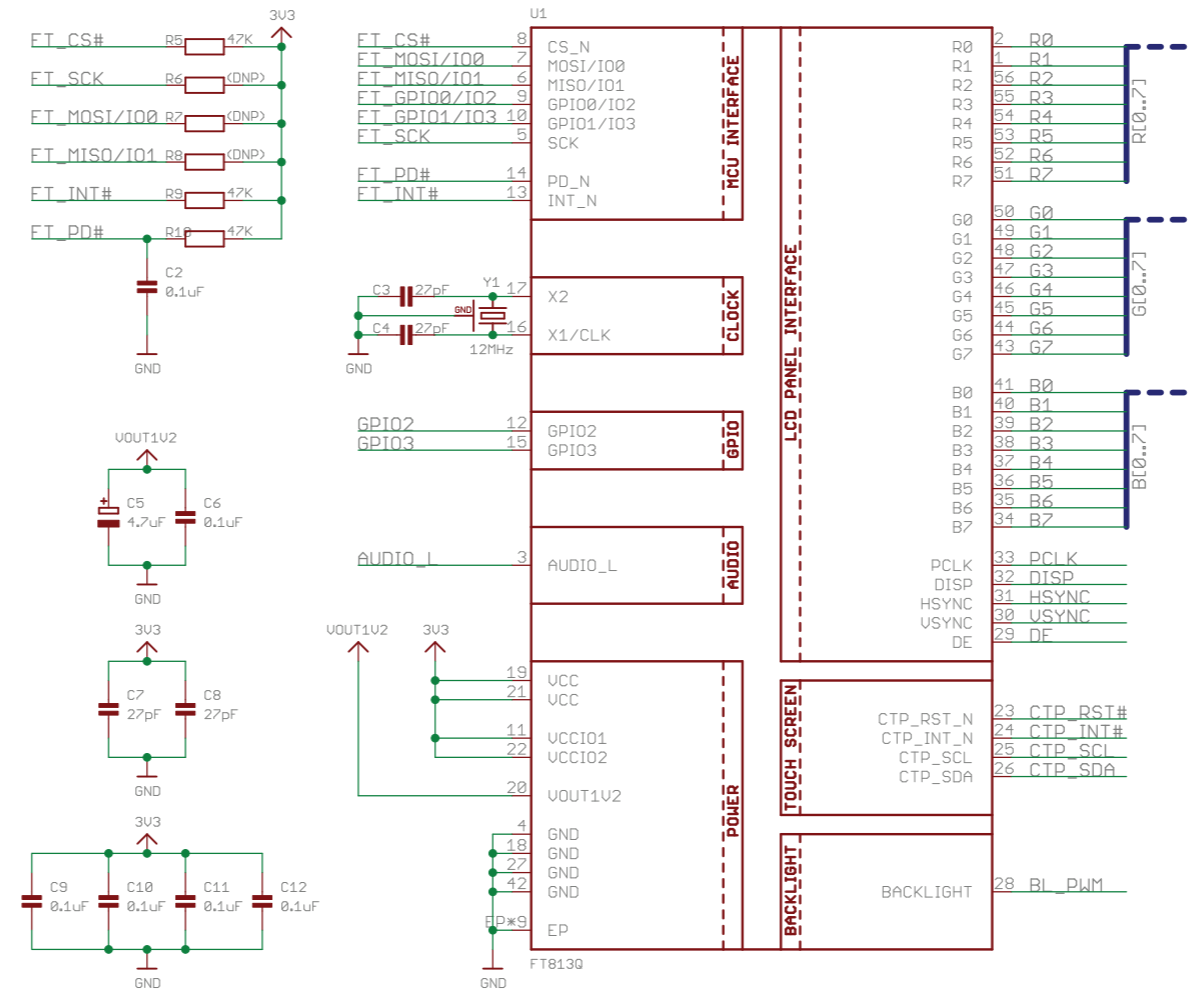 3V3
FT_CS# R5 47K
FT_SCK R6 (DNP)
FT_MOSI/IO0 R7 (DNP)
FT_MISO/IO1 R8 (DNP)
FT_INT# R9 47K
FT_PD# R10 47K
C2
0.1uF
GND
VOUT1V2
C5
4.7uF
C6
0.1uF
GND
3V3
C7
27pF
C8
27pF
GND
3V3
C9
0.1uF
C10
0.1uF
C11
0.1uF
C12
0.1uF
GND
U1
FT_CS# 8 CS_N
FT_MOSI/IO0 7 MOSI/IO0
FT_MISO/IO1 6 MISO/IO1
FT_GPIO0/IO2 9 GPIO0/IO2
FT_GPIO1/IO3 10 GPIO1/IO3
FT_SCK 5 SCK
FT_PD# 14 PD_N
FT_INT# 13 INT_N
MCU INTERFACE
C3 27pF Y1 17 X2
GND
C4 27pF 16 X1/CLK
12MHz
GND
CLOCK
GPIO2 12 GPIO2
GPIO3 15 GPIO3
GPIO
AUDIO_L 3 AUDIO_L
AUDIO
VOUT1V2 3V3
19 VCC
21 VCC
11 VCCIO1
22 VCCIO2
20 VOUT1V2
4 GND
18 GND
27 GND
42 GND
EP*9 EP
POWER
GND
FT813Q
LCD PANEL INTERFACE
R0 2 R0
R1 1 R1
R2 56 R2
R3 55 R3
R4 54 R4
R5 53 R5
R6 52 R6
R7 51 R7
R[0..7]
G0 50 G0
G1 49 G1
G2 48 G2
G3 47 G3
G4 46 G4
G5 45 G5
G6 44 G6
G7 43 G7
G[0..7]
B0 41 B0
B1 40 B1
B2 39 B2
B3 38 B3
B4 37 B4
B5 36 B5
B6 35 B6
B7 34 B7
B[0..7]
PCLK 33 PCLK
DISP 32 DISP
HSYNC 31 HSYNC
VSYNC 30 VSYNC
DE 29 DE
TOUCH SCREEN
CTP_RST_N 23 CTP_RST#
CTP_INT_N 24 CTP_INT#
CTP_SCL 25 CTP_SCL
CTP_SDA 26 CTP_SDA
BACKLIGHT
BACKLIGHT 28 BL_PWM